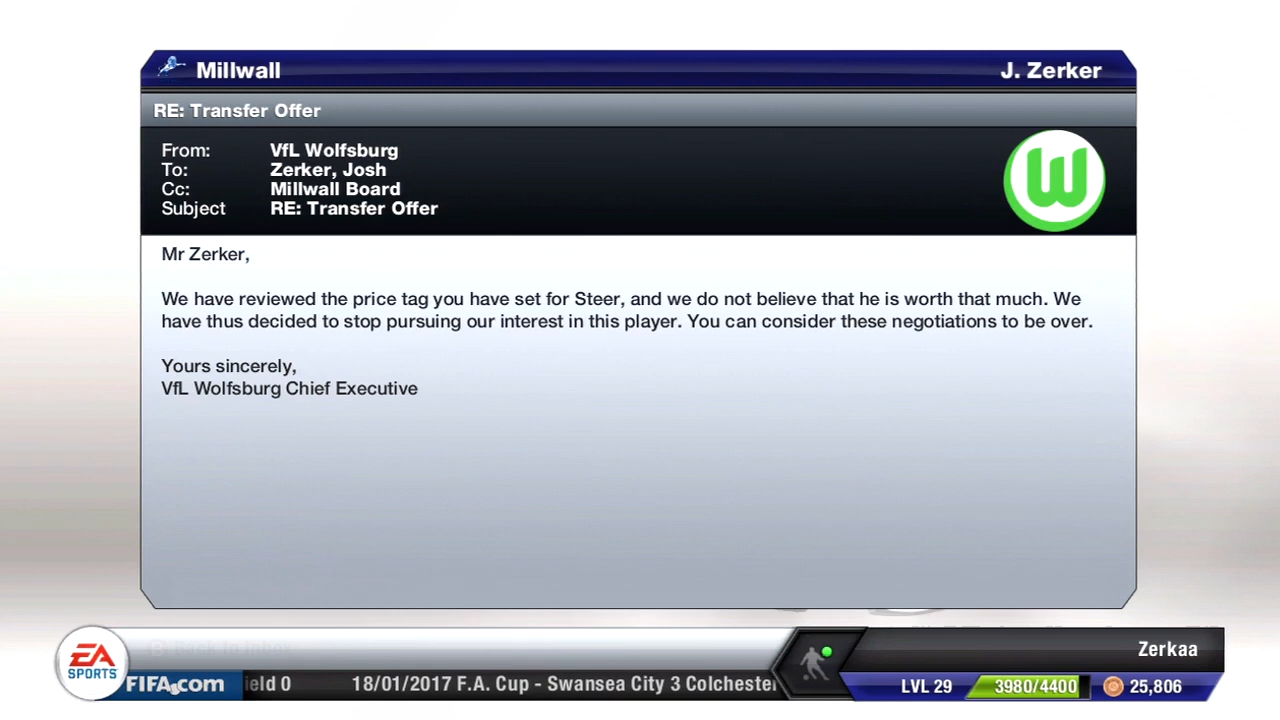 Millwall
J. Zerker
RE: Transfer Offer
From: VfL Wolfsburg
To: Zerker, Josh
Cc: Millwall Board
Subject RE: Transfer Offer
W
Mr Zerker,
We have reviewed the price tag you have set for Steer, and we do not believe that he is worth that much. We
have thus decided to stop pursuing our interest in this player. You can consider these negotiations to be over.
Yours sincerely,
VfL Wolfsburg Chief Executive
B Back to Inbox
Zerkaa
EA
SPORTS
FIFA.com
ield 0 18/01/2017 F.A. Cup - Swansea City 3 Colchester
LVL 29 3980/4400 25,806